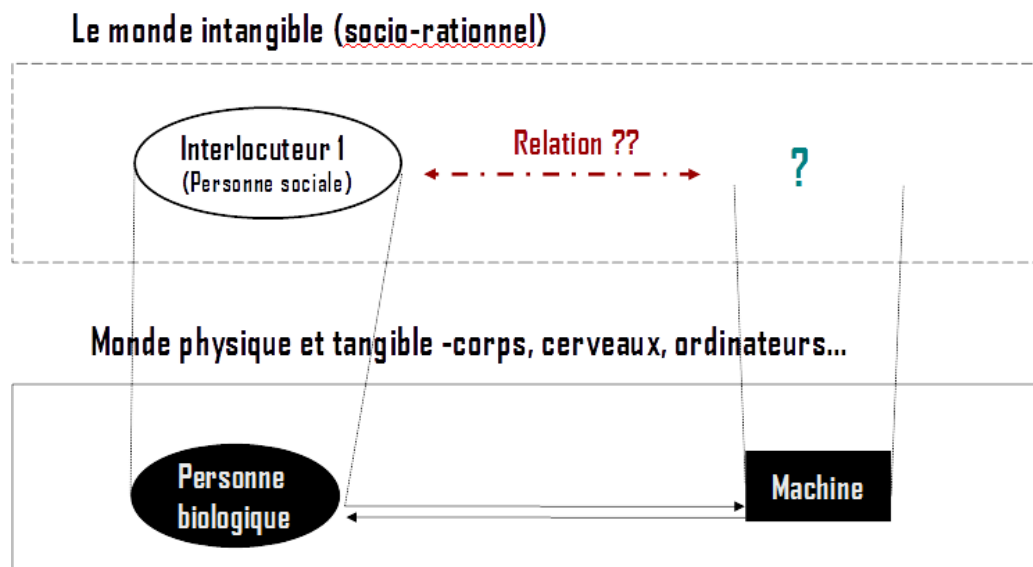 Le monde intangible (socio-rationnel)
Interlocuteur 1
(Personne sociale)
Relation ??
?
Monde physique et tangible -corps, cerveaux, ordinateurs...
Personne
biologique
Machine